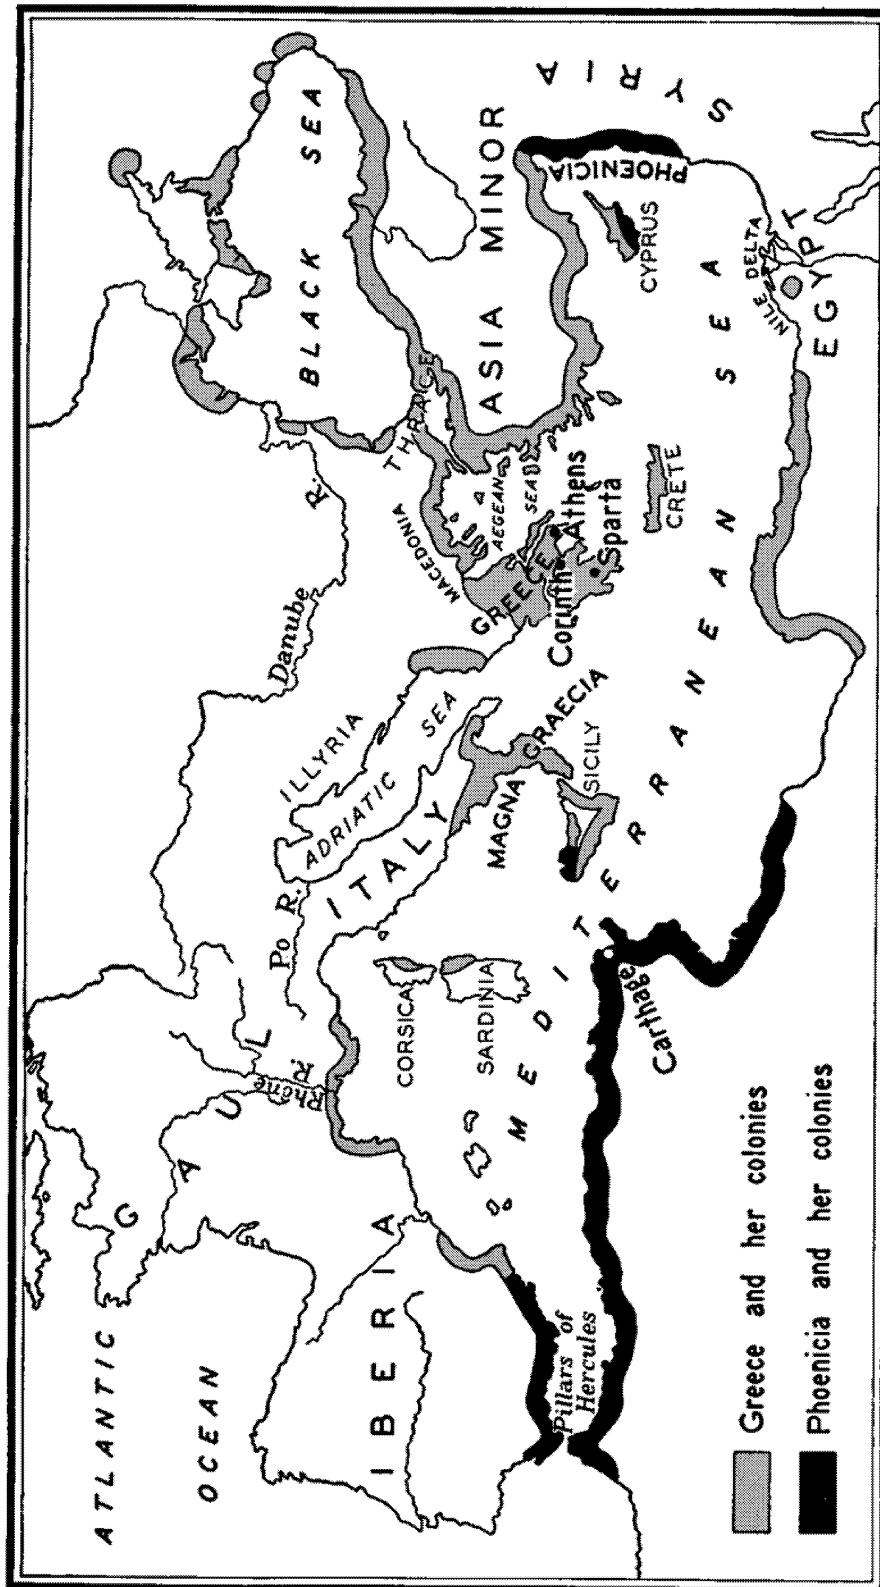 ATLANTIC
OCEAN
GAUL
IBERIA
Rhône R.
Po R.
Danube R.
ILLYRIA
ADRIATIC SEA
ITALY
CORSICA
SARDINIA
MAGNA GRAECIA
SICILY
MACEDONIA
THRACE
BLACK SEA
AEGEAN
SEA
GREECE
Athens
Corinth
Sparta
CRETE
ASIA MINOR
CYPRUS
PHOENICIA
SYRIA
NILE DELTA
EGYPT
MEDITERRANEAN SEA
Carthage
Pillars of
Hercules
Greece and her colonies
Phoenicia and her colonies